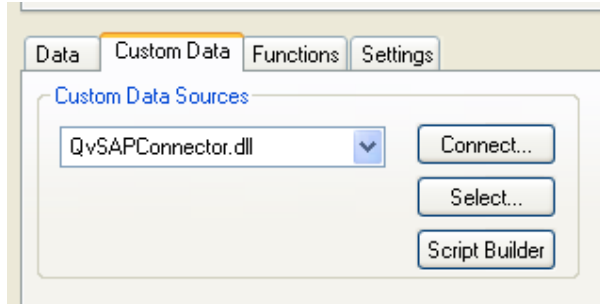 Data Custom Data Functions Settings
Custom Data Sources
QvSAPConnector.dll Connect...
Select...
Script Builder